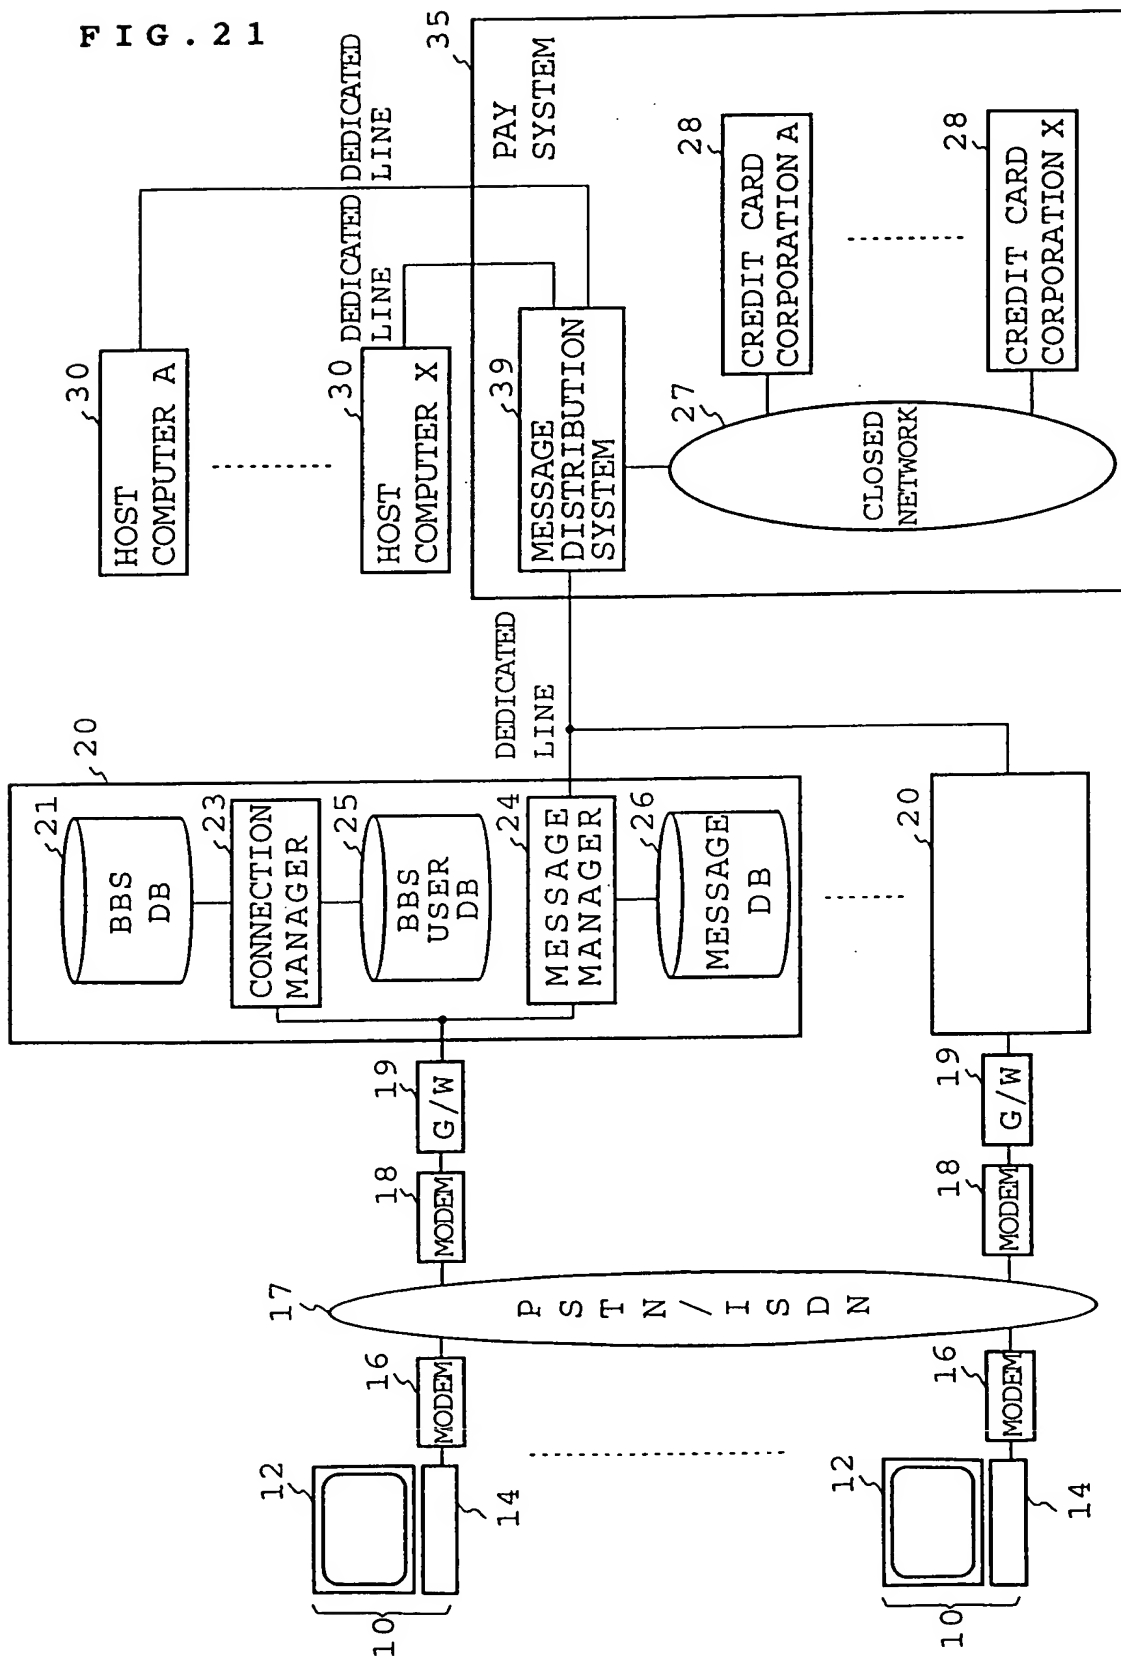 FIG.21
35
PAY
SYSTEM
DEDICATED
LINE
DEDICATED
LINE
30
HOST
COMPUTER A
30
HOST
COMPUTER X
39
MESSAGE
DISTRIBUTION
SYSTEM
28
CREDIT CARD
CORPORATION A
28
CREDIT CARD
CORPORATION X
27
CLOSED
NETWORK
DEDICATED
LINE
20
21
BBS
DB
23
CONNECTION
MANAGER
25
BBS
USER
DB
24
MESSAGE
MANAGER
26
MESSAGE
DB
20
19
G/W
18
MODEM
19
G/W
18
MODEM
17
PSTN/ISDN
16
MODEM
12
14
10
16
MODEM
12
14
10